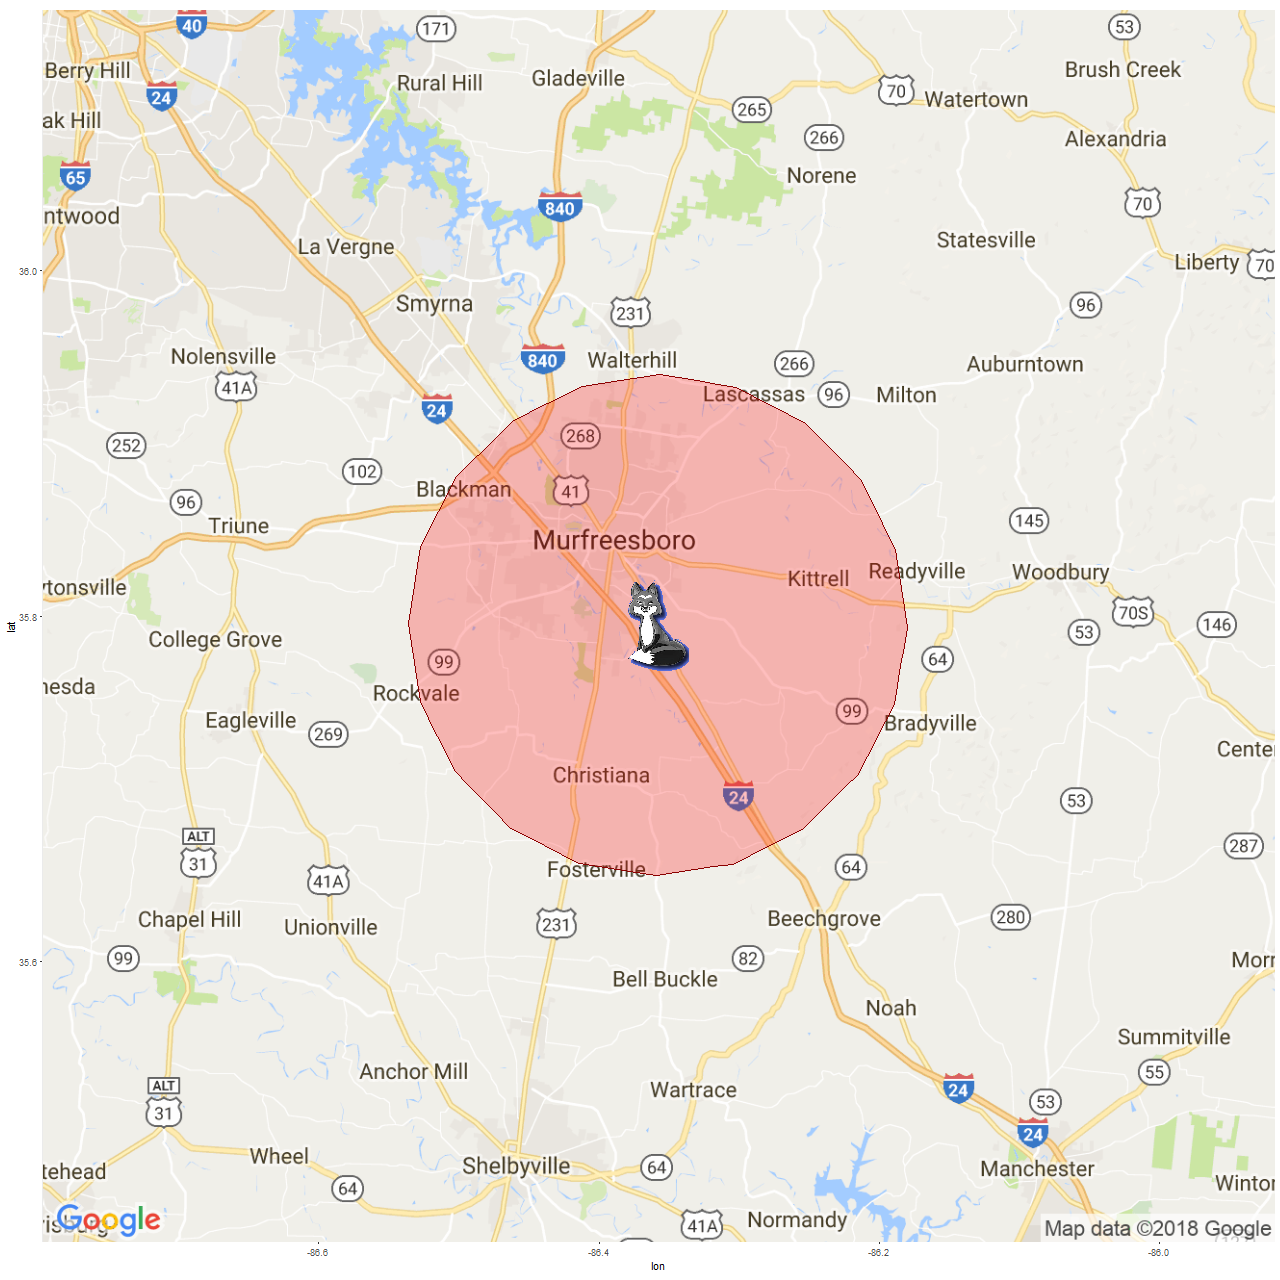 40
171
53
Berry Hill
Rural Hill
Gladeville
Brush Creek
24
265
70
Watertown
ak Hill
266
Alexandria
65
Norene
840
70
ntwood
La Vergne
Statesville
Liberty
70
36.0
Smyrna
231
96
Nolensville
840
Walterhill
266
Auburntown
41A
24
Lascassas
96
Milton
252
268
102
Blackman
41
96
Triune
Murfreesboro
145
ytonsville
Kittrell
Readyville
Woodbury
lat
35.8
70S
College Grove
53
146
99
64
nesda
Rockvale
Eagleville
99
Bradyville
269
Cente
Christiana
24
53
ALT
31
287
Fosterville
64
41A
Chapel Hill
Unionville
231
Beechgrove
280
35.6
99
82
Morr
Bell Buckle
Noah
Summitville
Anchor Mill
55
ALT
31
Wartrace
24
53
24
Wheel
Shelbyville
64
Manchester
tehead
64
Winto
Google
41A
Normandy
Map data ©2018 Google
-86.6
-86.4
-86.2
-86.0
lon